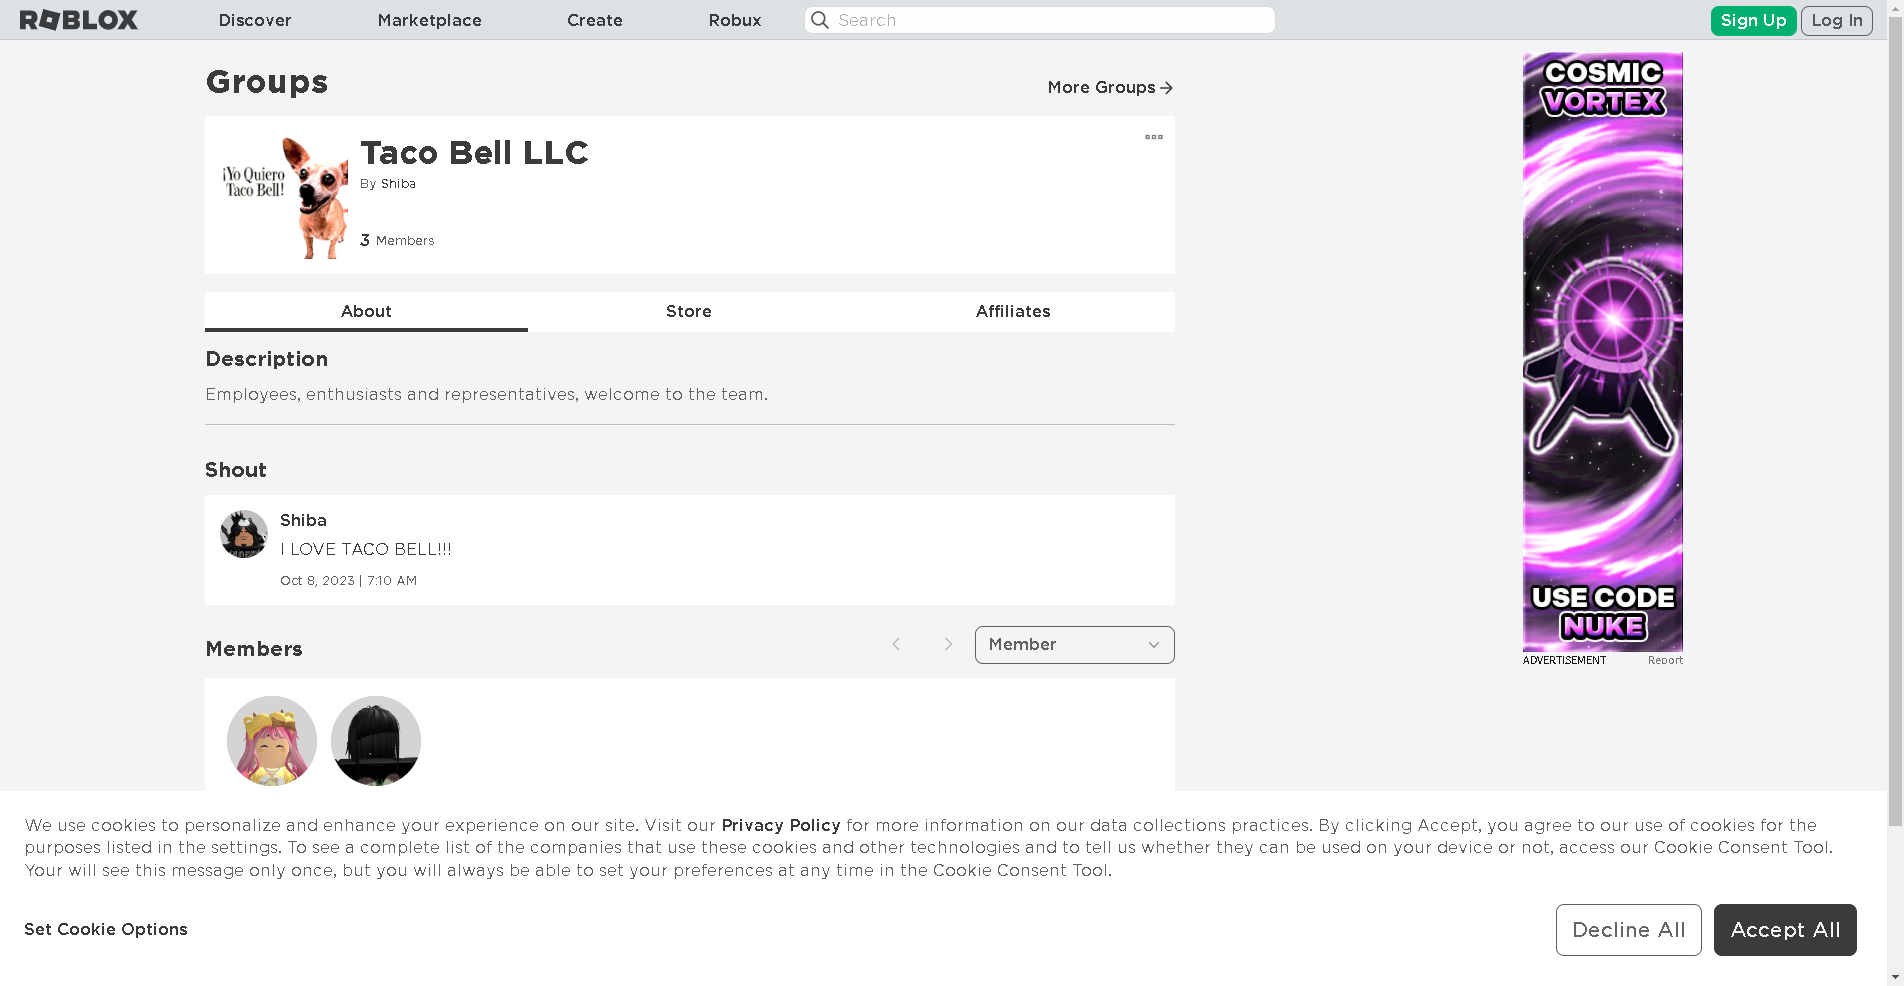 ROBLOX
Discover
Marketplace
Create
Robux
Search
Sign Up
Log In
Groups
More Groups
¡Yo Quiero
Taco Bell!
Taco Bell LLC
By Shiba
3 Members
About
Store
Affiliates
Description
Employees, enthusiasts and representatives, welcome to the team.
Shout
Shiba
I LOVE TACO BELL!!!
Oct 8, 2023 | 7:10 AM
Members
Member
COSMIC
VORTEX
USE CODE
NUKE
ADVERTISEMENT
Report
We use cookies to personalize and enhance your experience on our site. Visit our Privacy Policy for more information on our data collections practices. By clicking Accept, you agree to our use of cookies for the
purposes listed in the settings. To see a complete list of the companies that use these cookies and other technologies and to tell us whether they can be used on your device or not, access our Cookie Consent Tool.
Your will see this message only once, but you will always be able to set your preferences at any time in the Cookie Consent Tool.
Set Cookie Options
Decline All
Accept All